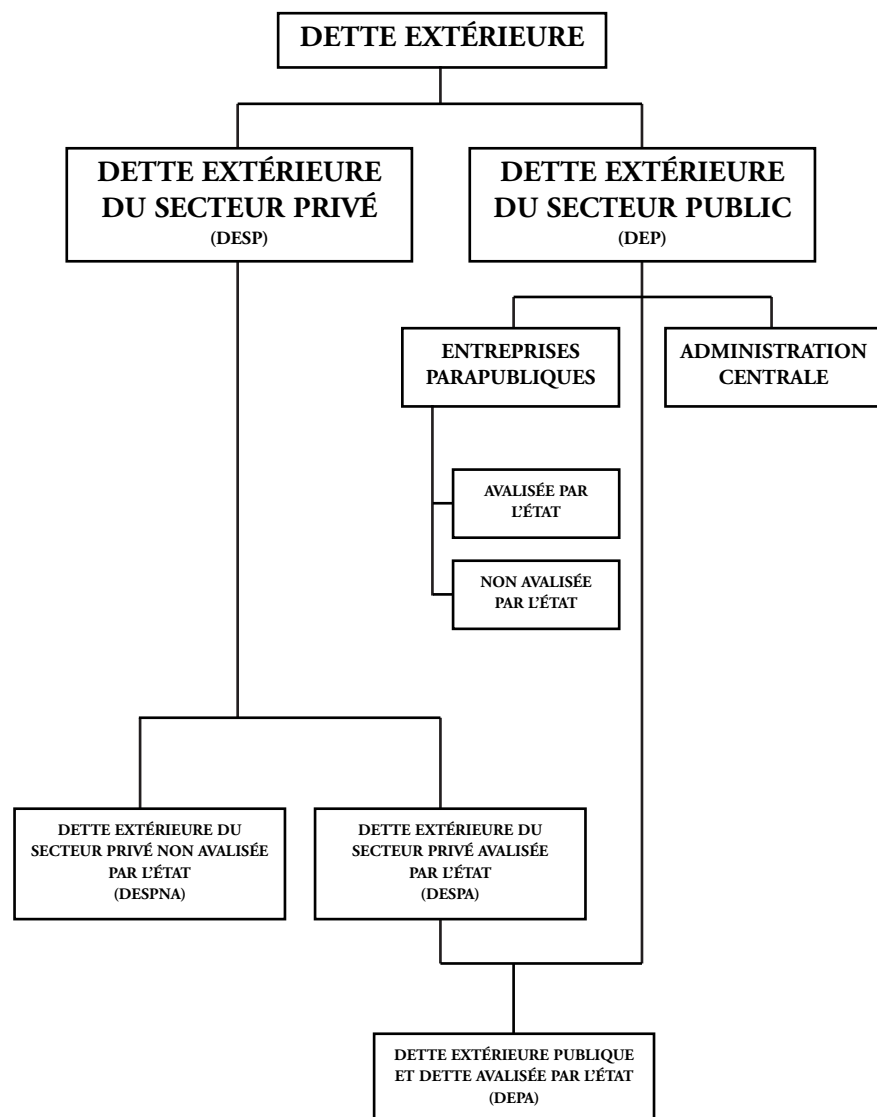 DETTE EXTÉRIEURE
DETTE EXTÉRIEURE
DU SECTEUR PRIVÉ
(DESP)
DETTE EXTÉRIEURE
DU SECTEUR PUBLIC
(DEP)
ENTREPRISES
PARAPUBLIQUES
ADMINISTRATION
CENTRALE
AVALISÉE PAR
L'ÉTAT
NON AVALISÉE
PAR L'ÉTAT
DETTE EXTÉRIEURE DU
SECTEUR PRIVÉ NON AVALISÉE
PAR L'ÉTAT
(DESPNA)
DETTE EXTÉRIEURE DU
SECTEUR PRIVÉ AVALISÉE
PAR L'ÉTAT
(DESPA)
DETTE EXTÉRIEURE PUBLIQUE
ET DETTE AVALISÉE PAR L'ÉTAT
(DEPA)